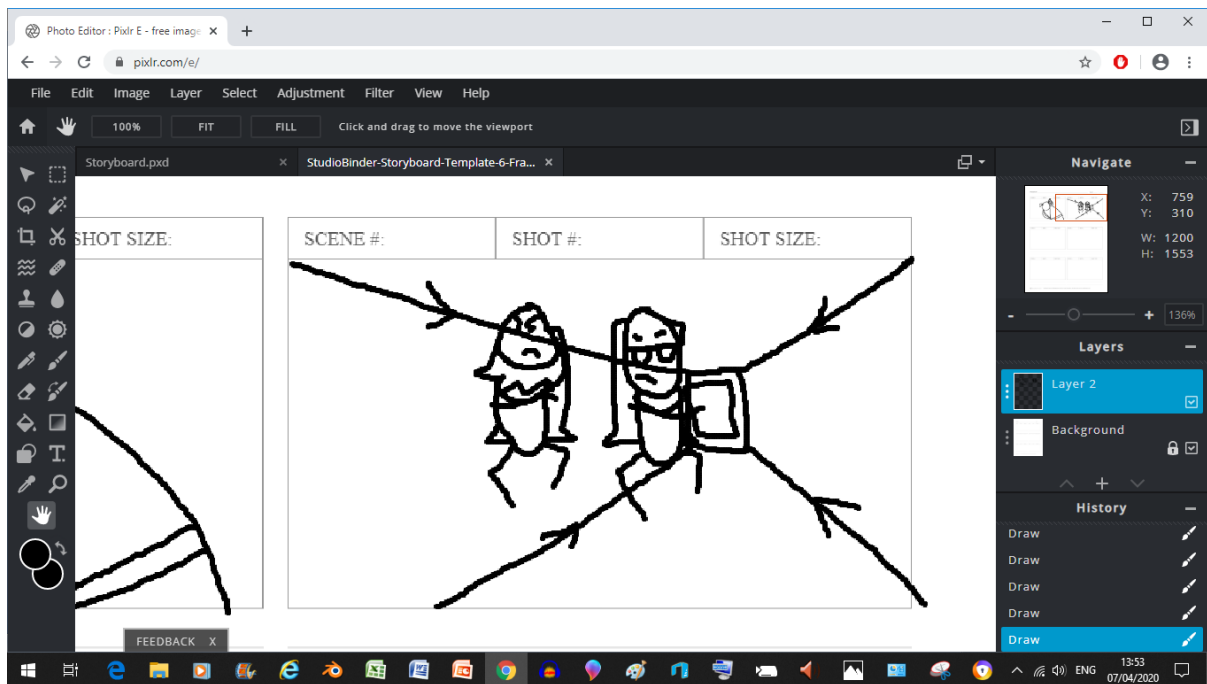 Photo Editor : Pixlr E - free image
pixlr.com/e/
File Edit Image Layer Select Adjustment Filter View Help
100% FIT FILL Click and drag to move the viewport
Storyboard.pxd StudioBinder-Storyboard-Template-6-Fra...
Navigate
X: 759
Y: 310
W: 1200
H: 1553
136%
SHOT SIZE: SCENE #: SHOT #: SHOT SIZE:
Layers
Layer 2
Background
History
Draw
Draw
Draw
Draw
Draw
FEEDBACK X
ENG 13:53
07/04/2020